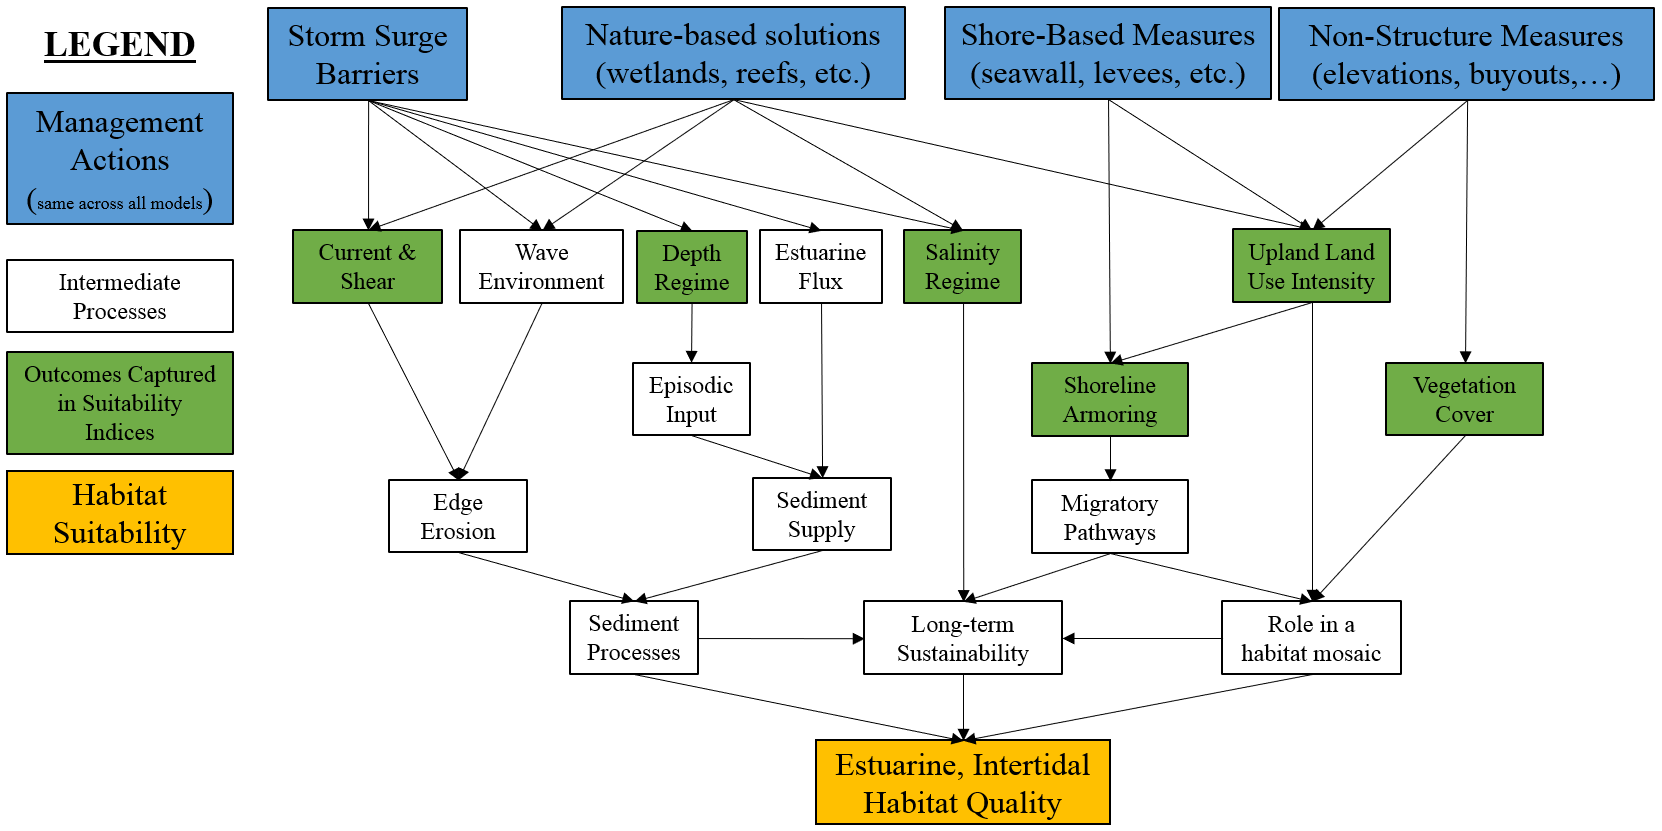 LEGEND
Management
Actions
(same across all models)
Intermediate
Processes
Outcomes Captured
in Suitability
Indices
Habitat
Suitability
Storm Surge
Barriers
Nature-based solutions
(wetlands, reefs, etc.)
Shore-Based Measures
(seawall, levees, etc.)
Non-Structure Measures
(elevations, buyouts,…)
Current &
Shear
Wave
Environment
Depth
Regime
Estuarine
Flux
Salinity
Regime
Upland Land
Use Intensity
Episodic
Input
Shoreline
Armoring
Vegetation
Cover
Edge
Erosion
Sediment
Supply
Migratory
Pathways
Sediment
Processes
Long-term
Sustainability
Role in a
habitat mosaic
Estuarine, Intertidal
Habitat Quality